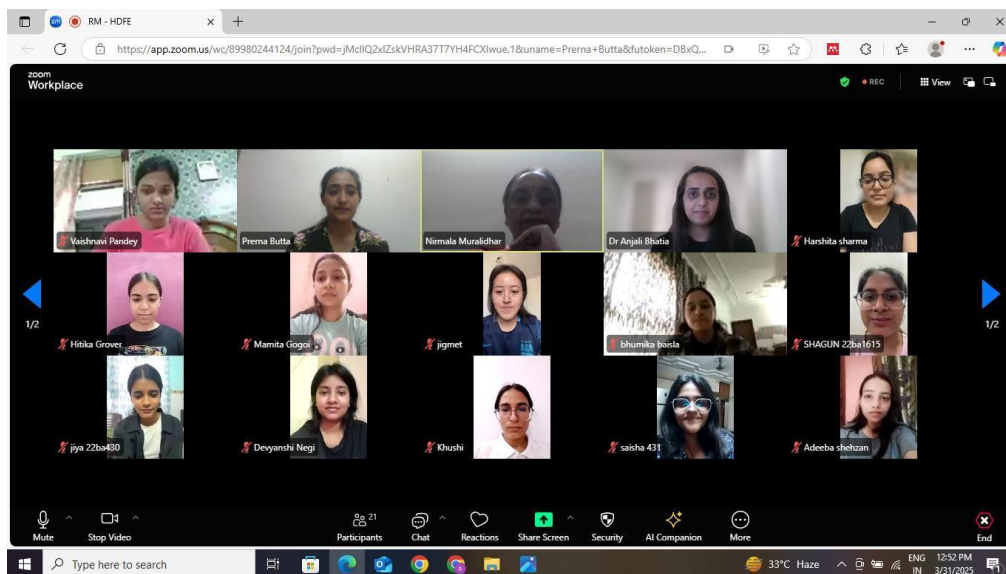 zm
RM - HDFE
https://app.zoom.us/wc/89980244124/join?pwd=jMclIQ2xIZskVHRA37T7YH4FCXIwue.1&uname=Prerna+Butta&futoken=DBxQ...
zoom
Workplace
REC
View
Vaishnavi Pandey
Prerna Butta
Nirmala Muralidhar
Dr Anjali Bhatia
Harshita sharma
1/2
Hitika Grover
Mamita Gogoi
jigmet
bhumika baisla
SHAGUN 22ba1615
1/2
jiya 22ba430
Devyanshi Negi
Khushi
saisha 431
Adeeba shehzan
Mute
Stop Video
21
Participants
Chat
Reactions
Share Screen
Security
AI Companion
More
End
Type here to search
33°C Haze
ENG
IN
12:52 PM
3/31/2025